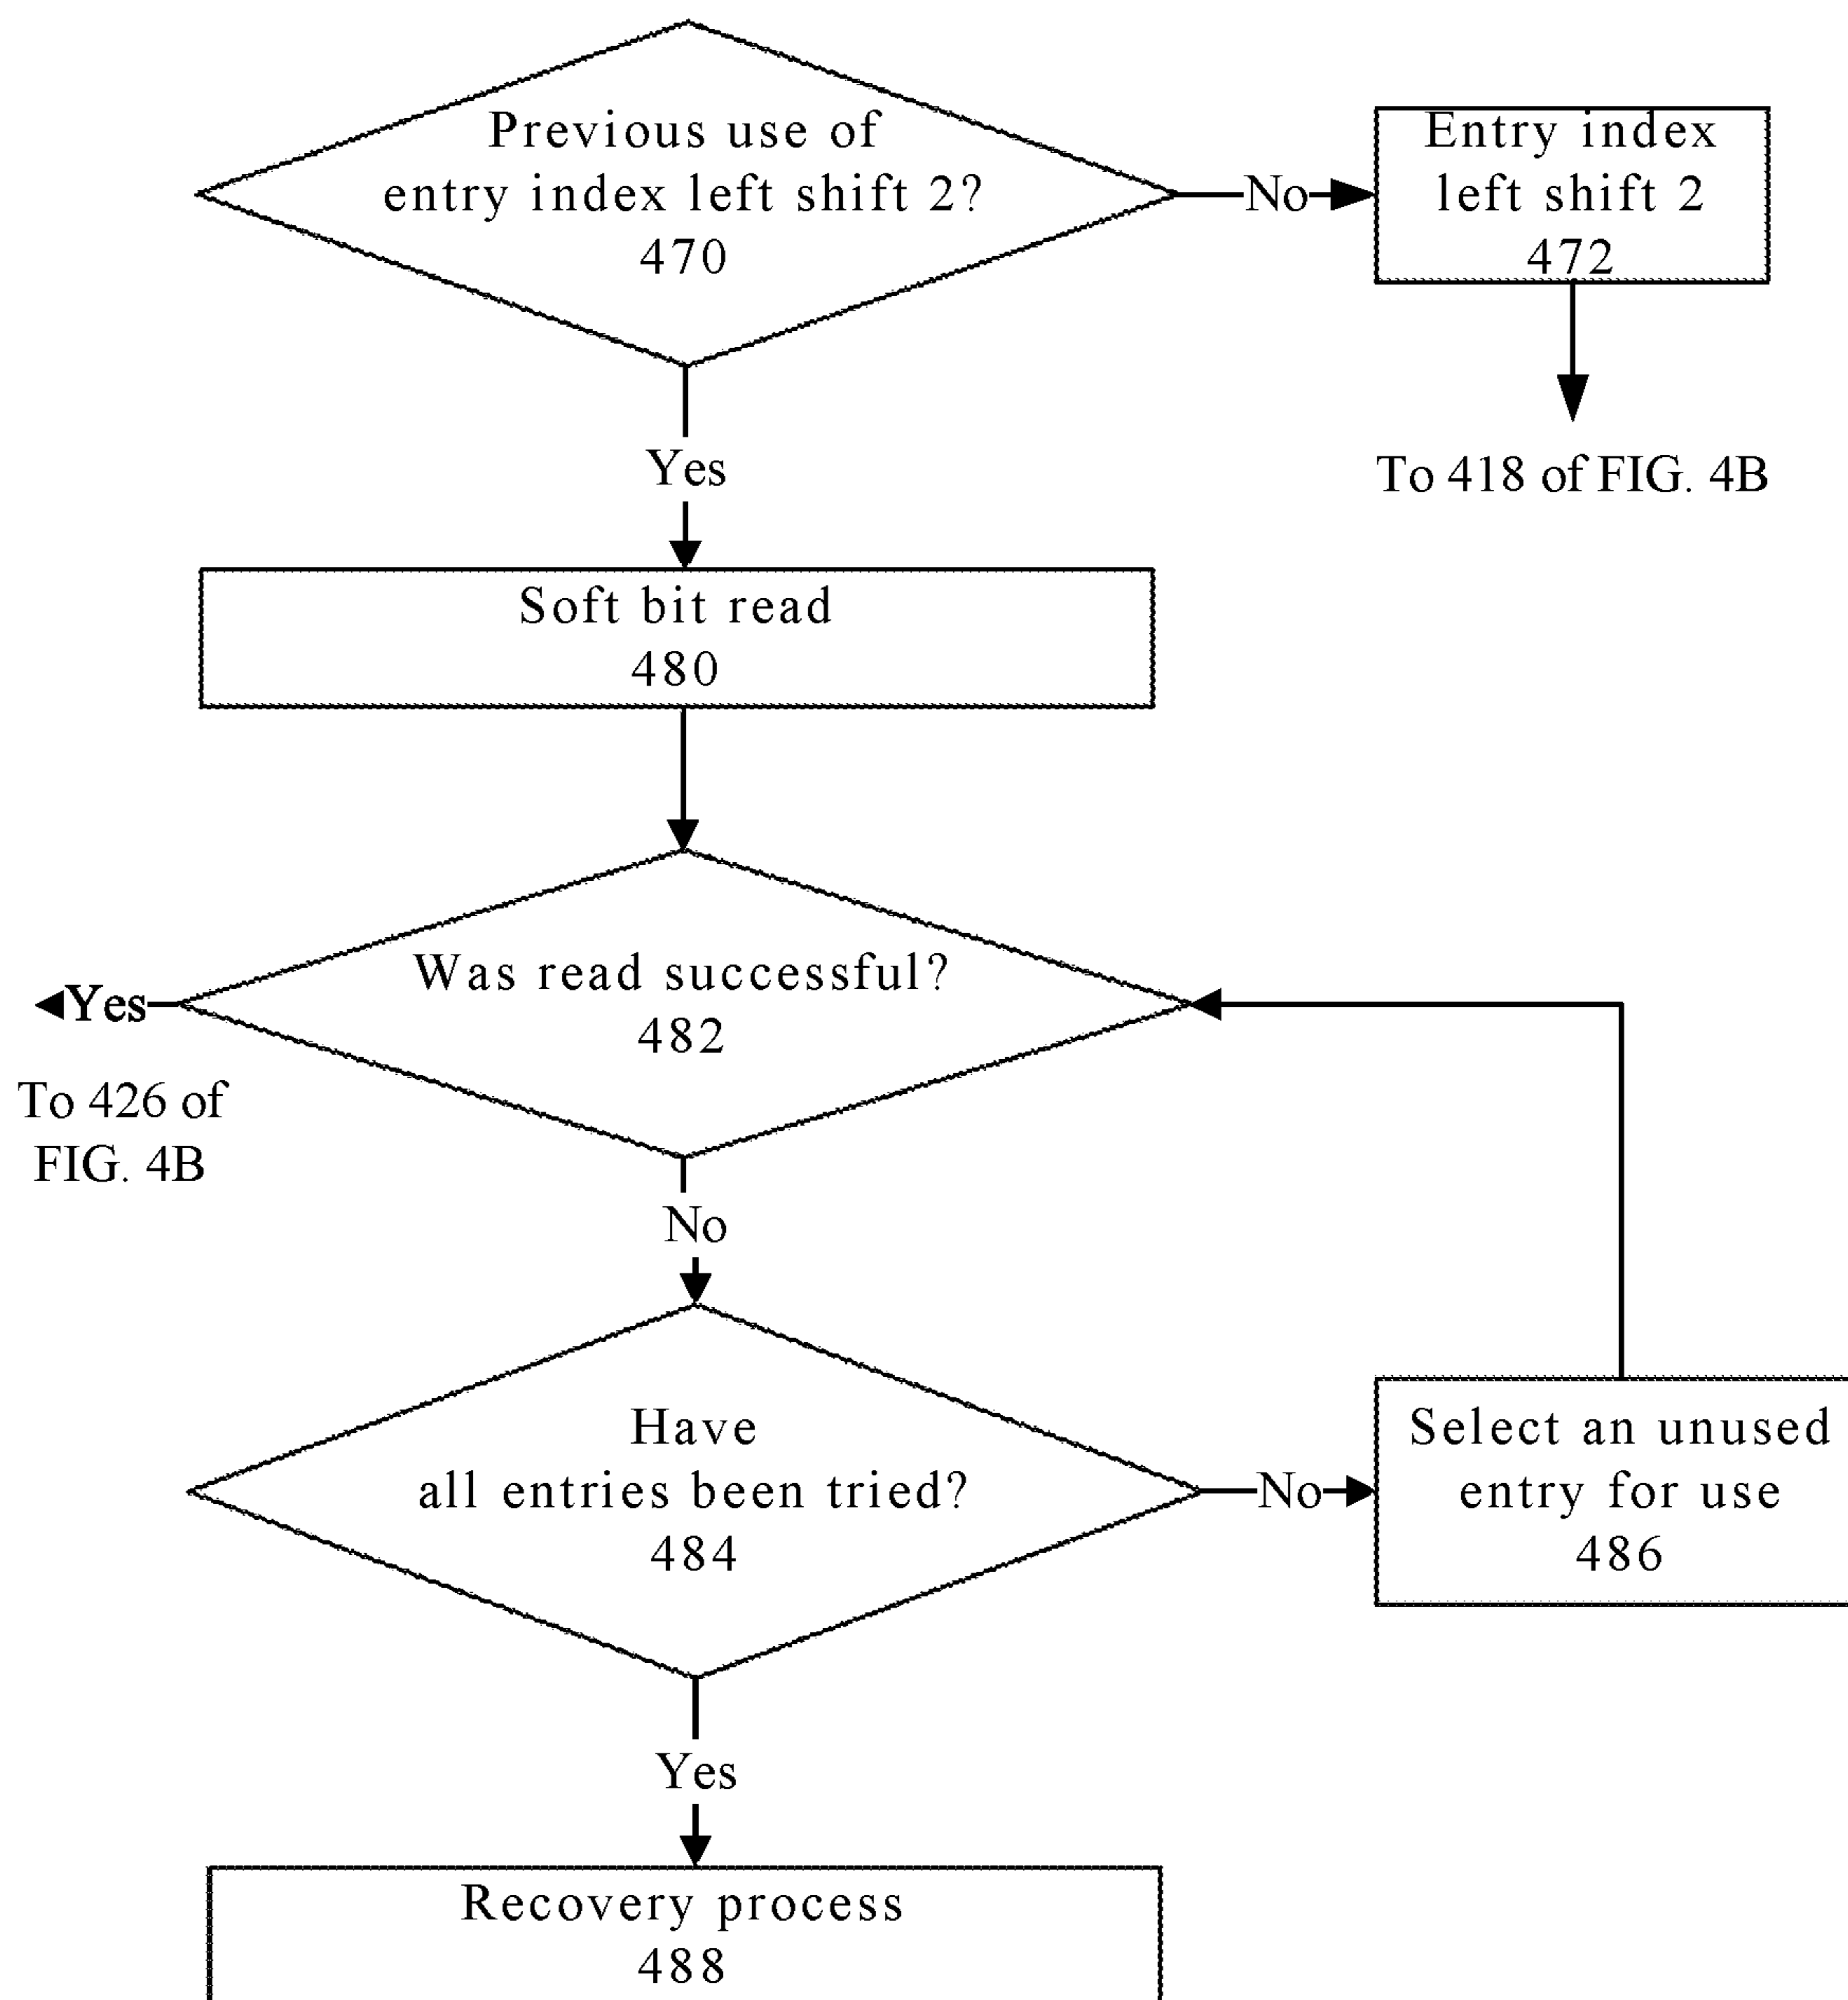 Previous use of
entry index left shift 2?
470
No
Entry index
left shift 2
472
Yes
To 418 of FIG. 4B
Soft bit read
480
Was read successful?
482
Yes
To 426 of
FIG. 4B
No
Have
all entries been tried?
484
No
Select an unused
entry for use
486
Yes
Recovery process
488